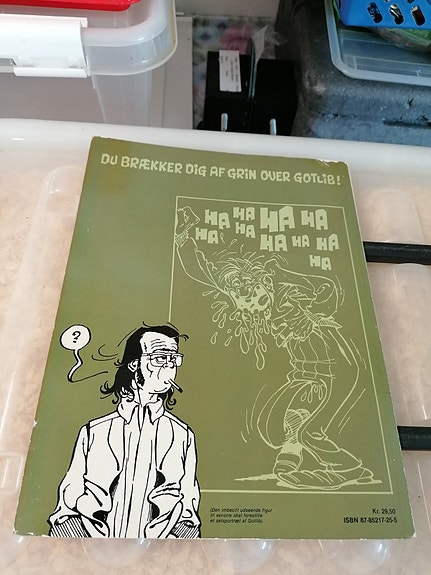 DU BRÆKKER DIG AF GRIN OVER GOTLIB!
HA HA HA HA
HA HA HA HA HA
HA
?
(Den imbecilt udseende figur
til venstre skal forestille
et selvportræt af Gotlib)
Kr. 29,50
ISBN 87-85217-25-5